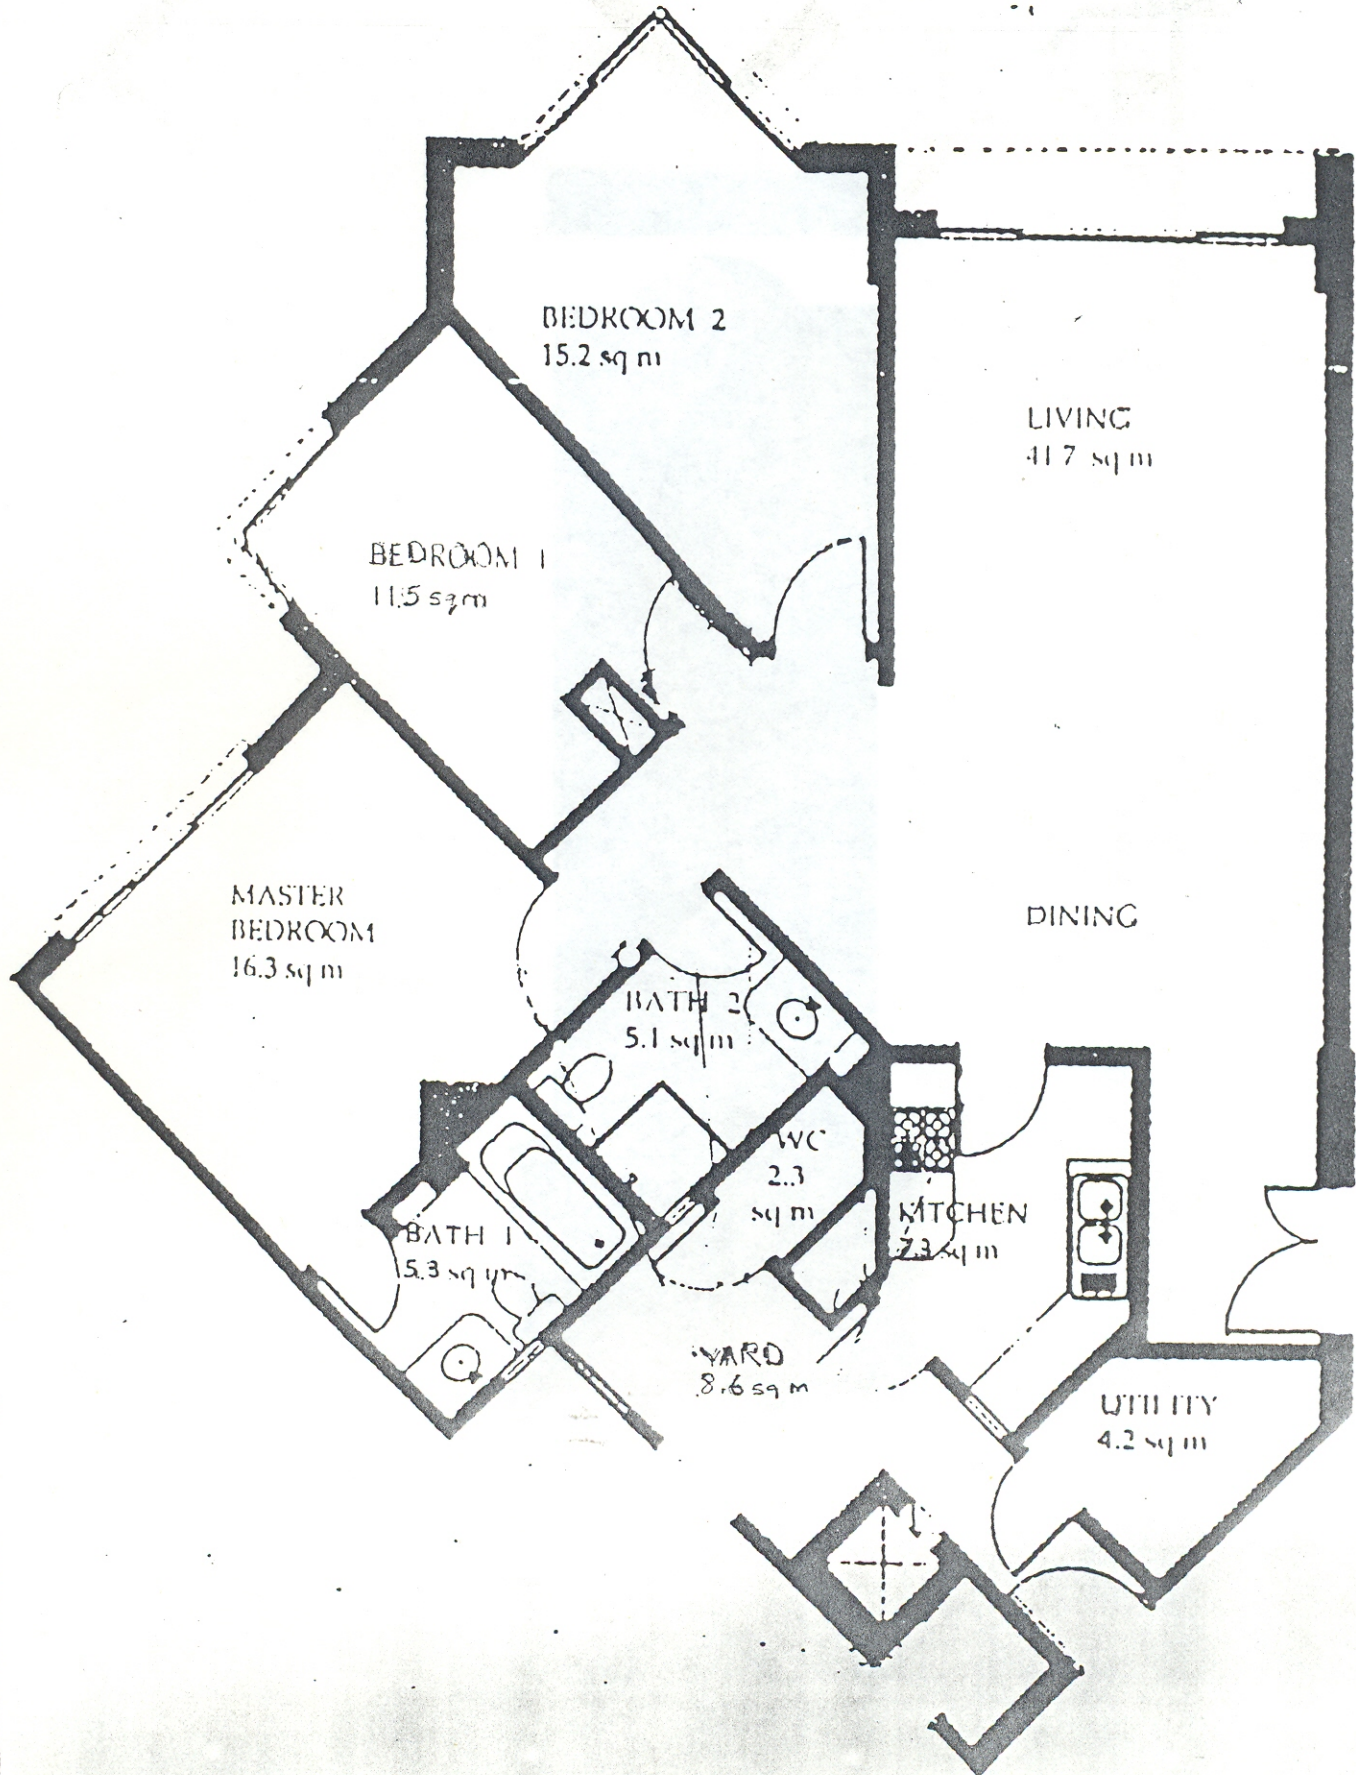 BEDROOM 2
15.2 sq m
LIVING
41.7 sq m
BEDROOM 1
11.5 sq m
MASTER
BEDROOM
16.3 sq m
DINING
BATH 2
5.1 sq m
WC
2.3
sq m
KITCHEN
7.3 sq m
BATH 1
5.3 sq m
YARD
8.6 sq m
UTILITY
4.2 sq m